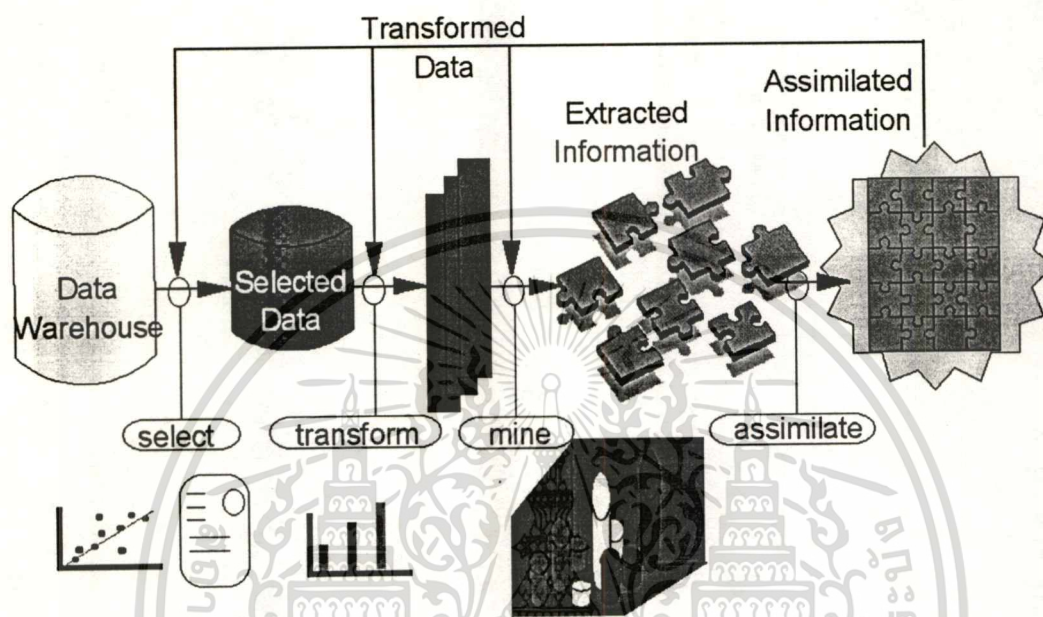 Transformed
Data
Assimilated
Information
Extracted
Information
Data
Warehouse
Selected
Data
select
transform
mine
assimilate